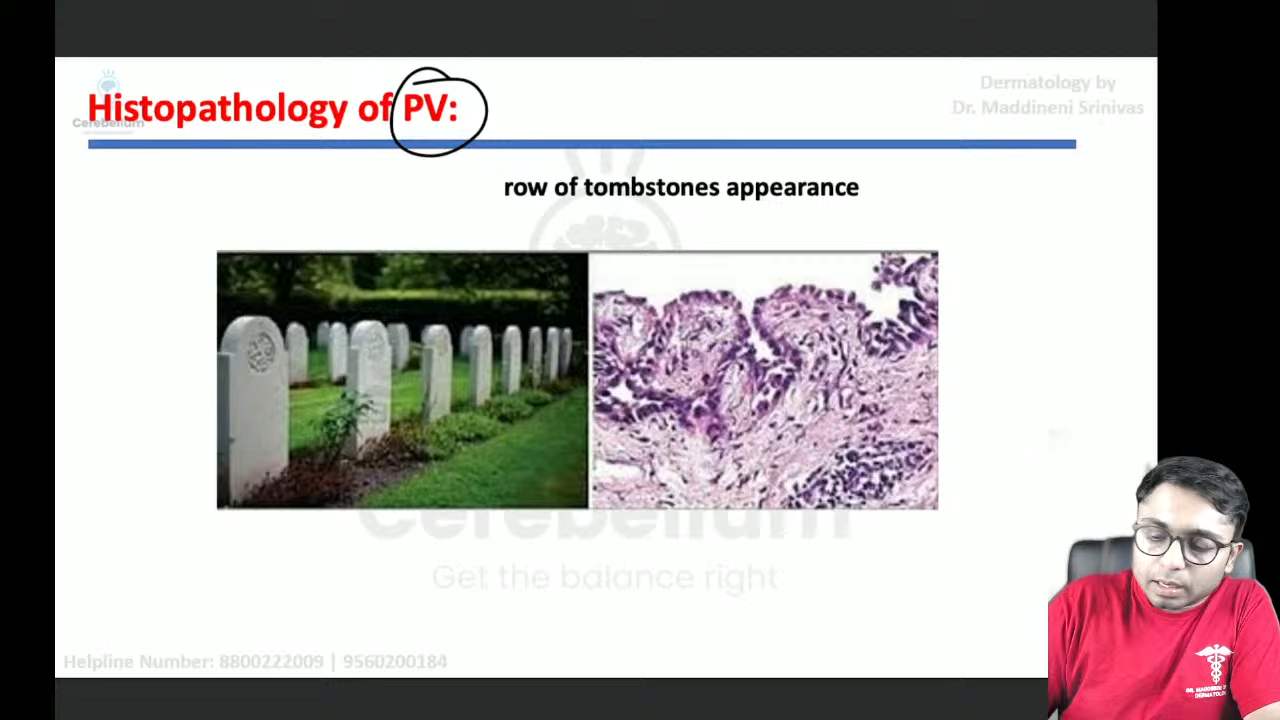 Histopathology of PV:
Cerebellum
Dermatology by
Dr. Maddineni Srinivas
row of tombstones appearance
Cerebellum
Get the balance right
Helpline Number: 8800222009 | 9560200184